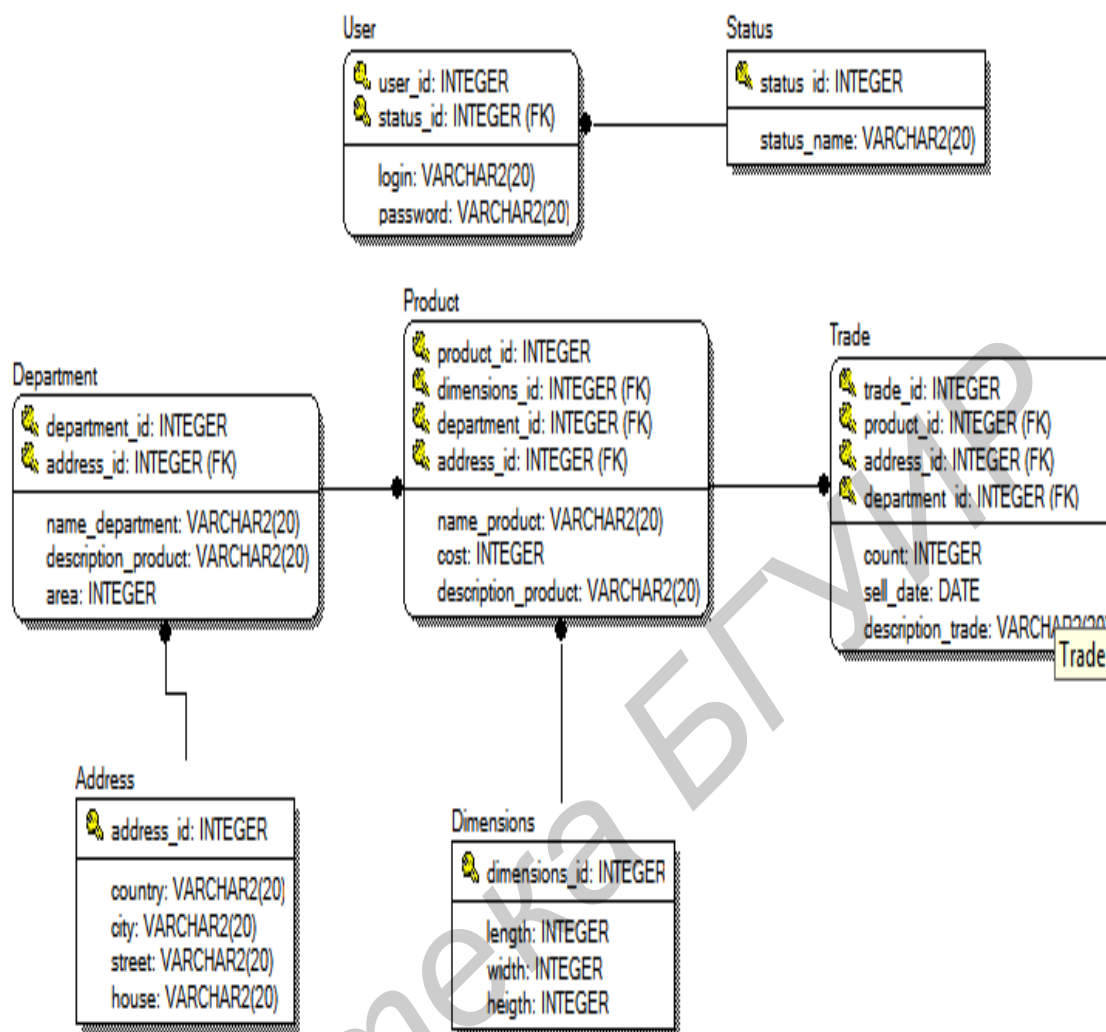 User
user_id: INTEGER
status_id: INTEGER (FK)
login: VARCHAR2(20)
password: VARCHAR2(20)
Status
status_id: INTEGER
status_name: VARCHAR2(20)
Department
department_id: INTEGER
address_id: INTEGER (FK)
name_department: VARCHAR2(20)
description_product: VARCHAR2(20)
area: INTEGER
Product
product_id: INTEGER
dimensions_id: INTEGER (FK)
department_id: INTEGER (FK)
address_id: INTEGER (FK)
name_product: VARCHAR2(20)
cost: INTEGER
description_product: VARCHAR2(20)
Trade
trade_id: INTEGER
product_id: INTEGER (FK)
address_id: INTEGER (FK)
department_id: INTEGER (FK)
count: INTEGER
sell_date: DATE
description_trade: VARCHAR2(20)
Trade
Address
address_id: INTEGER
country: VARCHAR2(20)
city: VARCHAR2(20)
street: VARCHAR2(20)
house: VARCHAR2(20)
Dimensions
dimensions_id: INTEGER
length: INTEGER
width: INTEGER
heigth: INTEGER
тека БГУИР